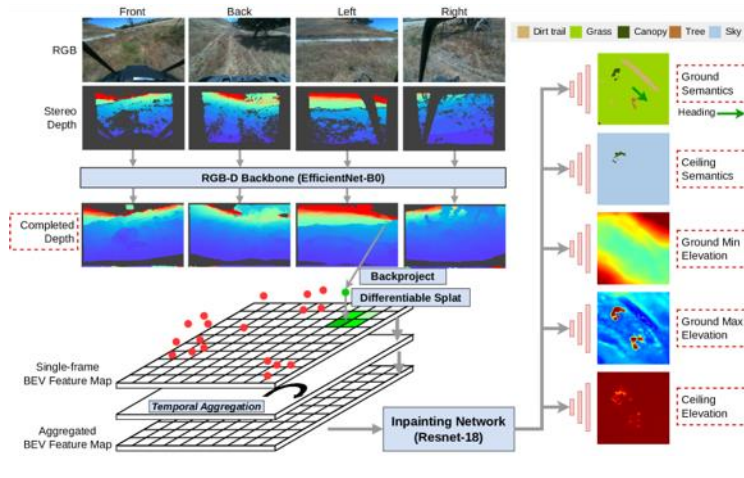 Front
Back
Left
Right
RGB
Dirt trail
Grass
Canopy
Tree
Sky
Ground
Semantics
Heading
Stereo
Depth
RGB-D Backbone (EfficientNet-B0)
Ceiling
Semantics
Completed
Depth
Ground Min
Elevation
Backproject
Differentiable Splat
Ground Max
Elevation
Single-frame
BEV Feature Map
Temporal Aggregation
Aggregated
BEV Feature Map
Inpainting Network
(Resnet-18)
Ceiling
Elevation